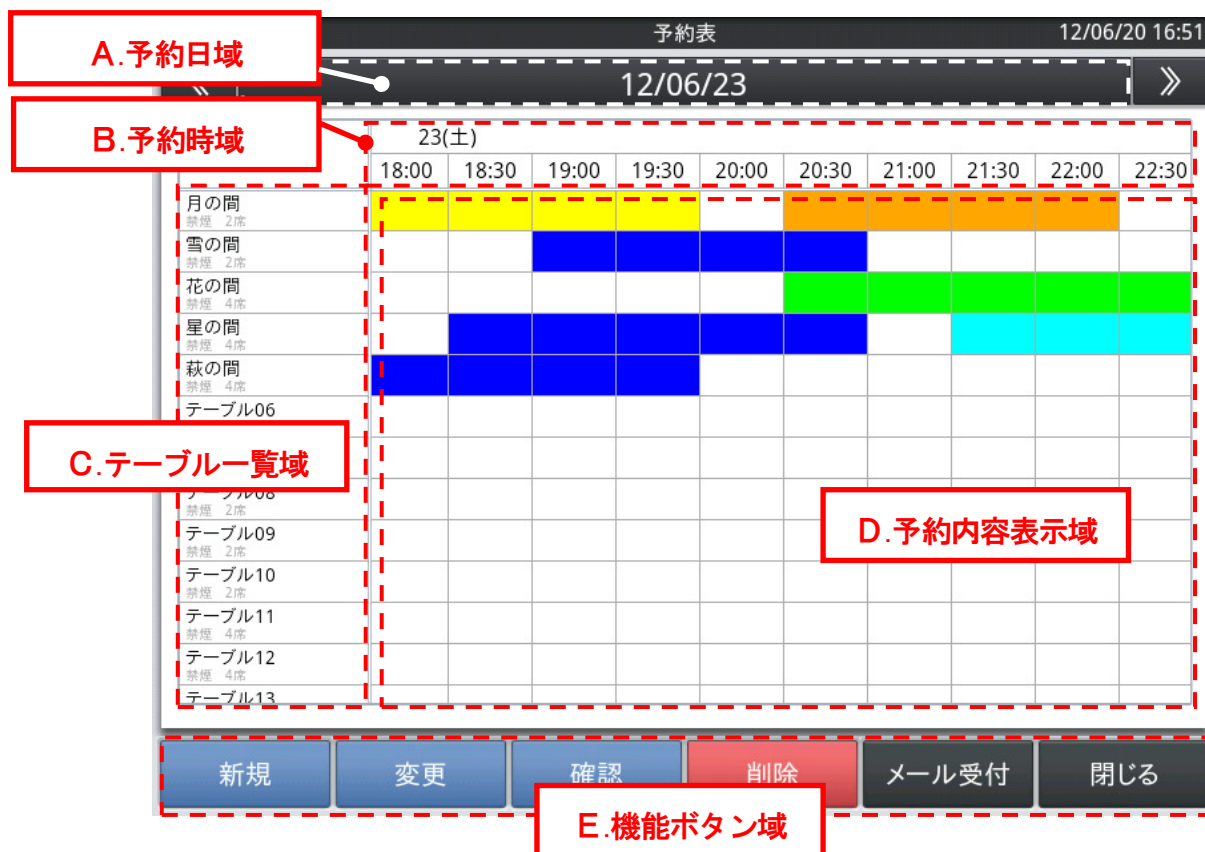 A.予約日域
予約表
12/06/20 16:51
12/06/23
B.予約時域
23(土)
18:00 18:30 19:00 19:30 20:00 20:30 21:00 21:30 22:00 22:30
月の間
禁煙 2席
雪の間
禁煙 2席
花の間
禁煙 4席
星の間
禁煙 4席
萩の間
禁煙 4席
テーブル06
C.テーブル一覧域
テーブル08
禁煙 2席
D.予約内容表示域
テーブル09
禁煙 2席
テーブル10
禁煙 2席
テーブル11
禁煙 4席
テーブル12
禁煙 4席
テーブル13
新規 変更 確認 削除 メール受付 閉じる
E.機能ボタン域